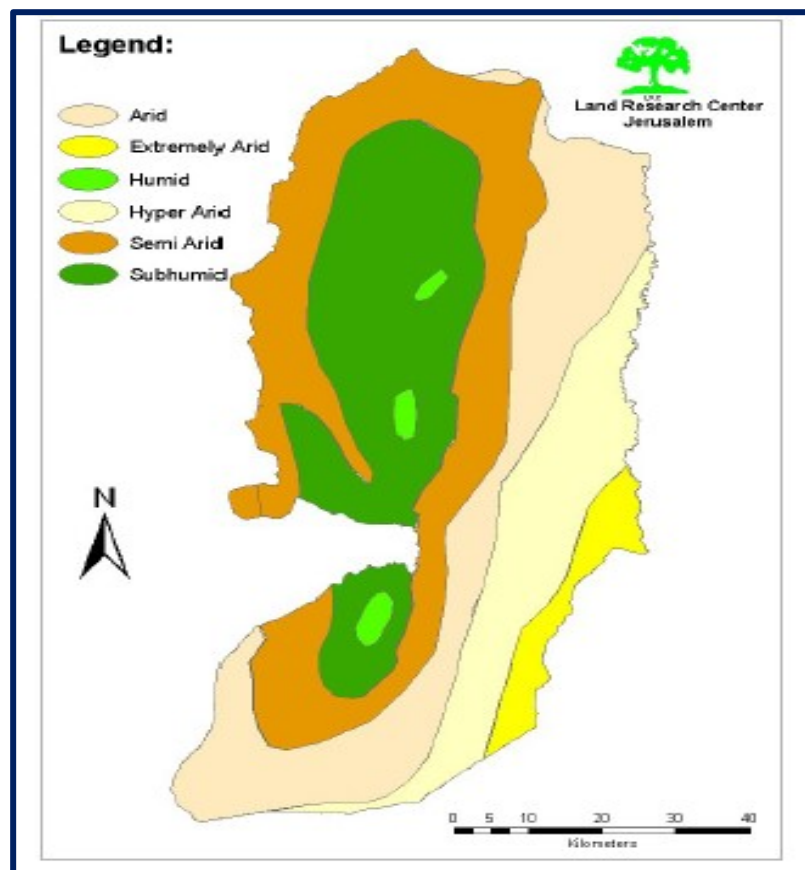 Legend:
Arid
Extremely Arid
Humid
Hyper Arid
Semi Arid
Subhumid
Land Research Center
Jerusalem
N
0 5 10 20 30 40
Kilometers